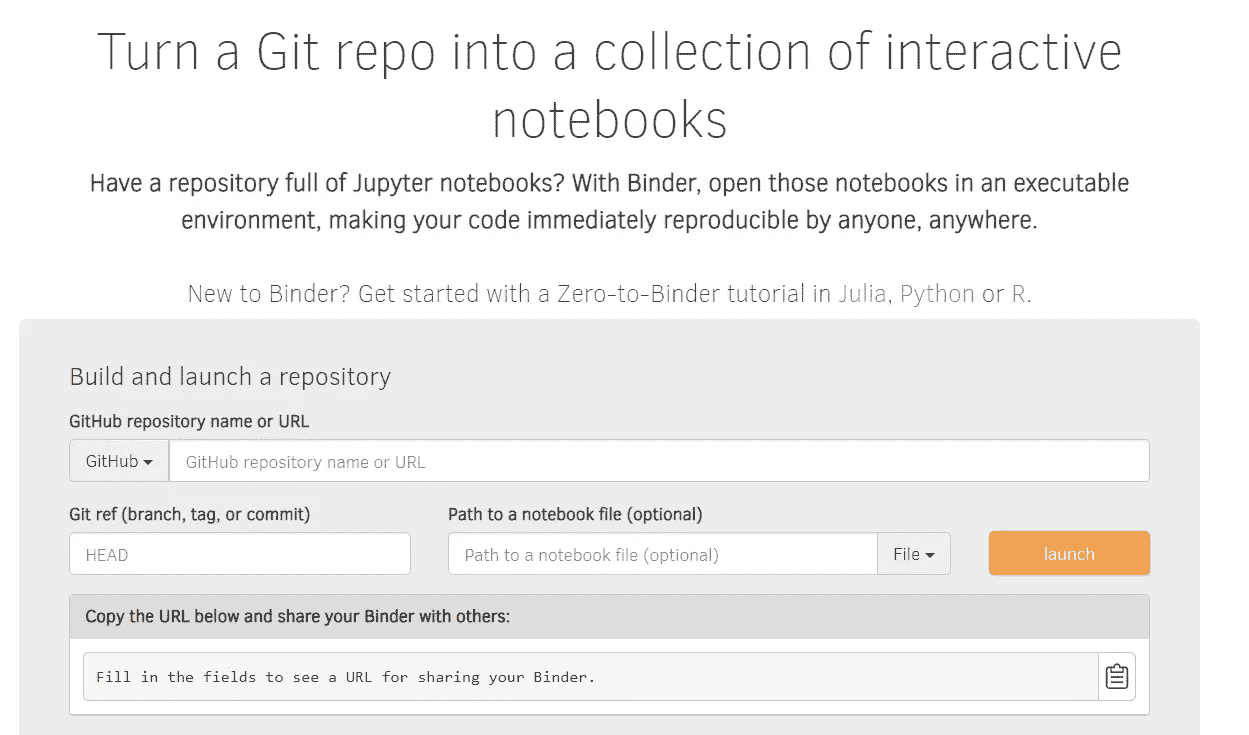 Turn a Git repo into a collection of interactive
notebooks
Have a repository full of Jupyter notebooks? With Binder, open those notebooks in an executable
environment, making your code immediately reproducible by anyone, anywhere.
New to Binder? Get started with a Zero-to-Binder tutorial in Julia, Python or R.
Build and launch a repository
GitHub repository name or URL
GitHub GitHub repository name or URL
Git ref (branch, tag, or commit) Path to a notebook file (optional)
HEAD Path to a notebook file (optional) File launch
Copy the URL below and share your Binder with others:
Fill in the fields to see a URL for sharing your Binder.